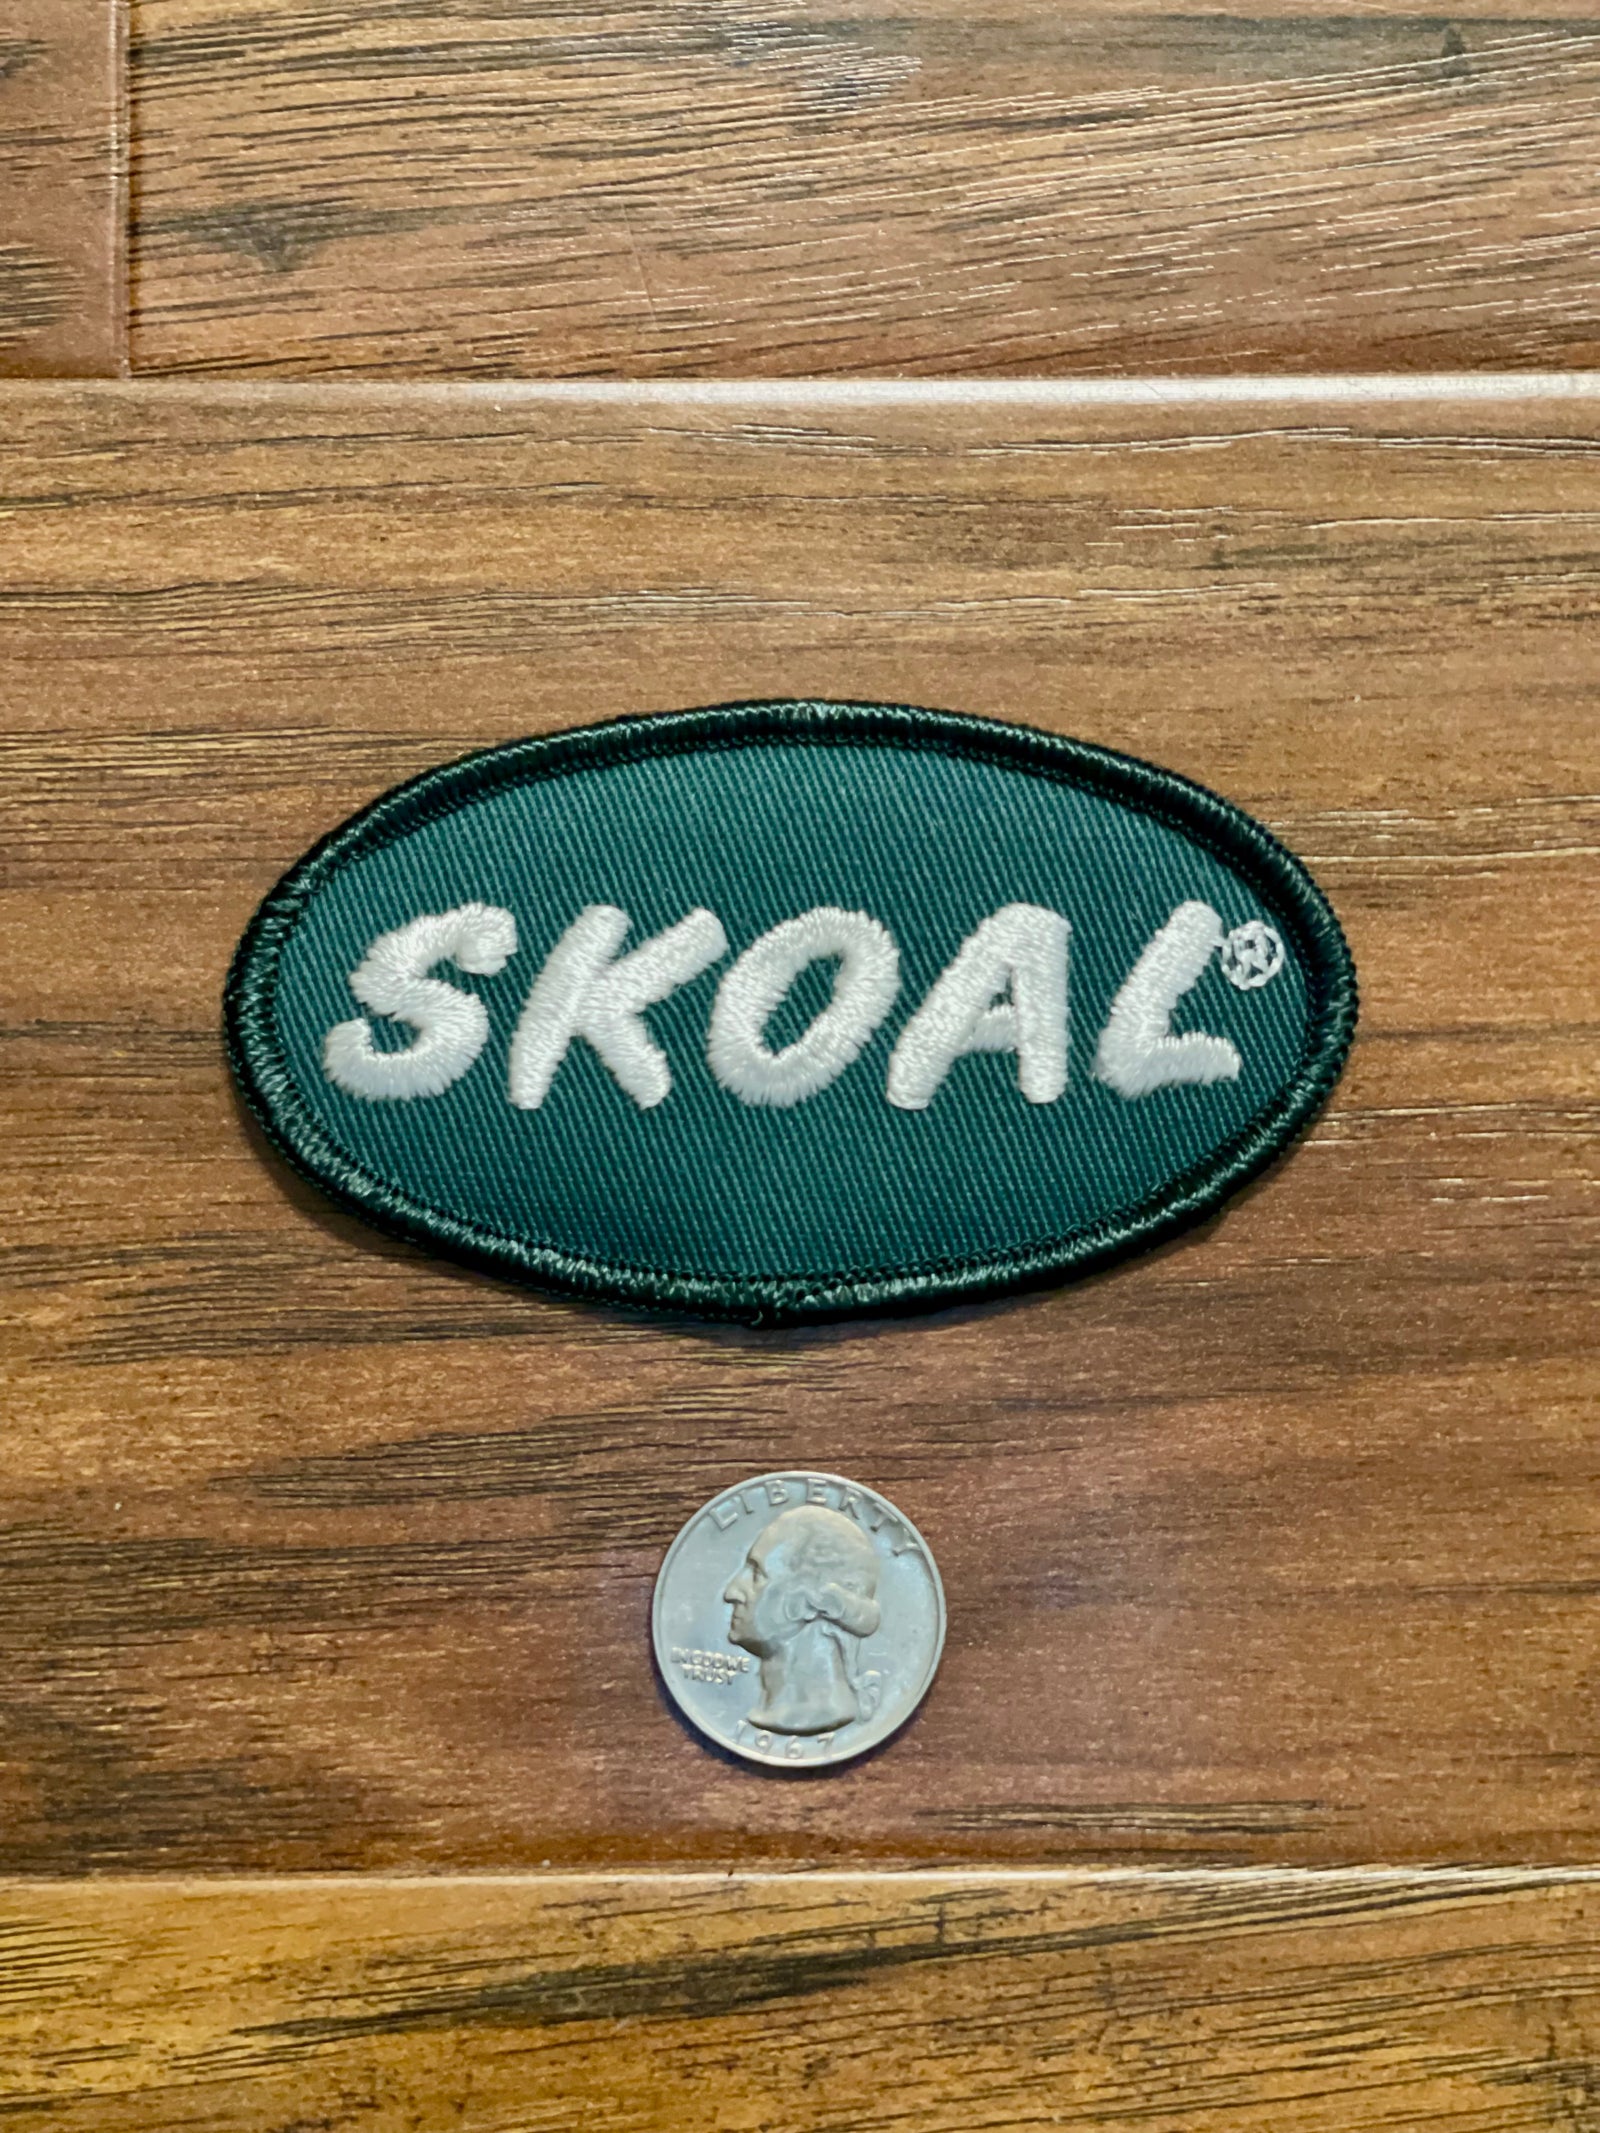 SKOAL®
LIBERTY
IN GOD WE
TRUST
1967